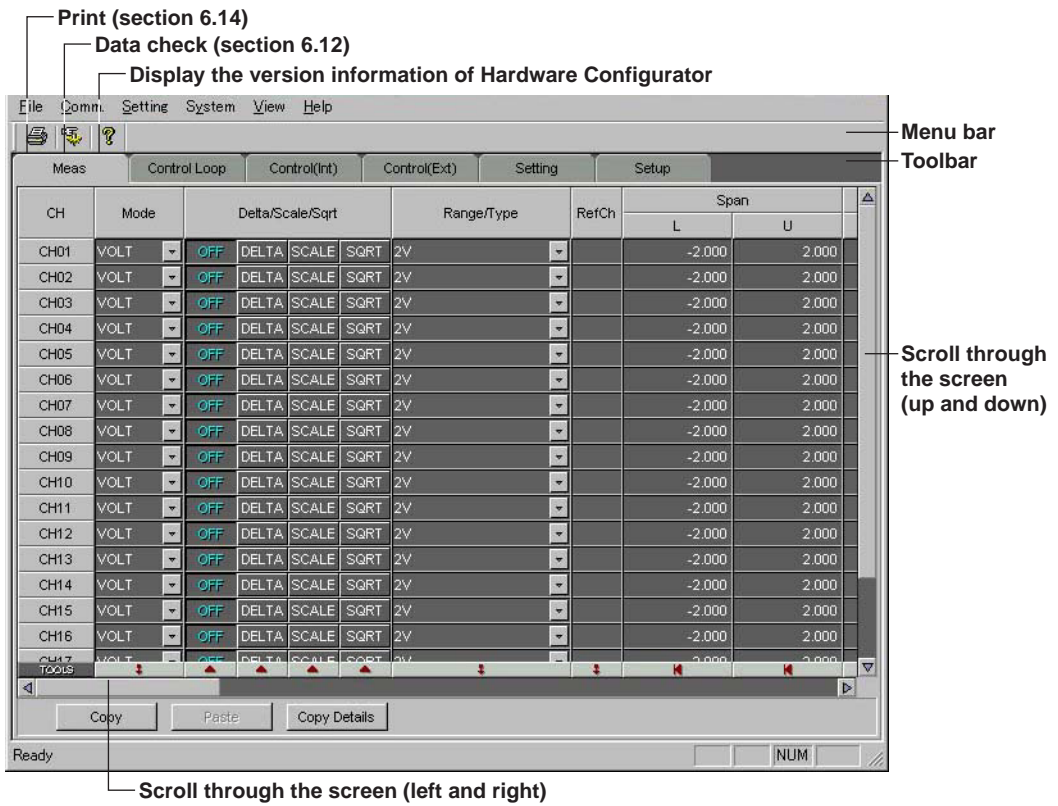 Print (section 6.14)
Data check (section 6.12)
Display the version information of Hardware Configurator
File Comm. Setting System View Help
Menu bar
Toolbar
Meas Control Loop Control(Int) Control(Ext) Setting Setup
CH Mode Delta/Scale/Sqrt Range/Type RefCh Span
L U
CH01 VOLT OFF DELTA SCALE SQRT 2V -2.000 2.000
CH02 VOLT OFF DELTA SCALE SQRT 2V -2.000 2.000
CH03 VOLT OFF DELTA SCALE SQRT 2V -2.000 2.000
CH04 VOLT OFF DELTA SCALE SQRT 2V -2.000 2.000
CH05 VOLT OFF DELTA SCALE SQRT 2V -2.000 2.000
Scroll through
the screen
(up and down)
CH06 VOLT OFF DELTA SCALE SQRT 2V -2.000 2.000
CH07 VOLT OFF DELTA SCALE SQRT 2V -2.000 2.000
CH08 VOLT OFF DELTA SCALE SQRT 2V -2.000 2.000
CH09 VOLT OFF DELTA SCALE SQRT 2V -2.000 2.000
CH10 VOLT OFF DELTA SCALE SQRT 2V -2.000 2.000
CH11 VOLT OFF DELTA SCALE SQRT 2V -2.000 2.000
CH12 VOLT OFF DELTA SCALE SQRT 2V -2.000 2.000
CH13 VOLT OFF DELTA SCALE SQRT 2V -2.000 2.000
CH14 VOLT OFF DELTA SCALE SQRT 2V -2.000 2.000
CH15 VOLT OFF DELTA SCALE SQRT 2V -2.000 2.000
CH16 VOLT OFF DELTA SCALE SQRT 2V -2.000 2.000
CH17 VOLT OFF DELTA SCALE SQRT 2V -2.000 2.000
TOOLS
Copy Paste Copy Details
Ready NUM
Scroll through the screen (left and right)